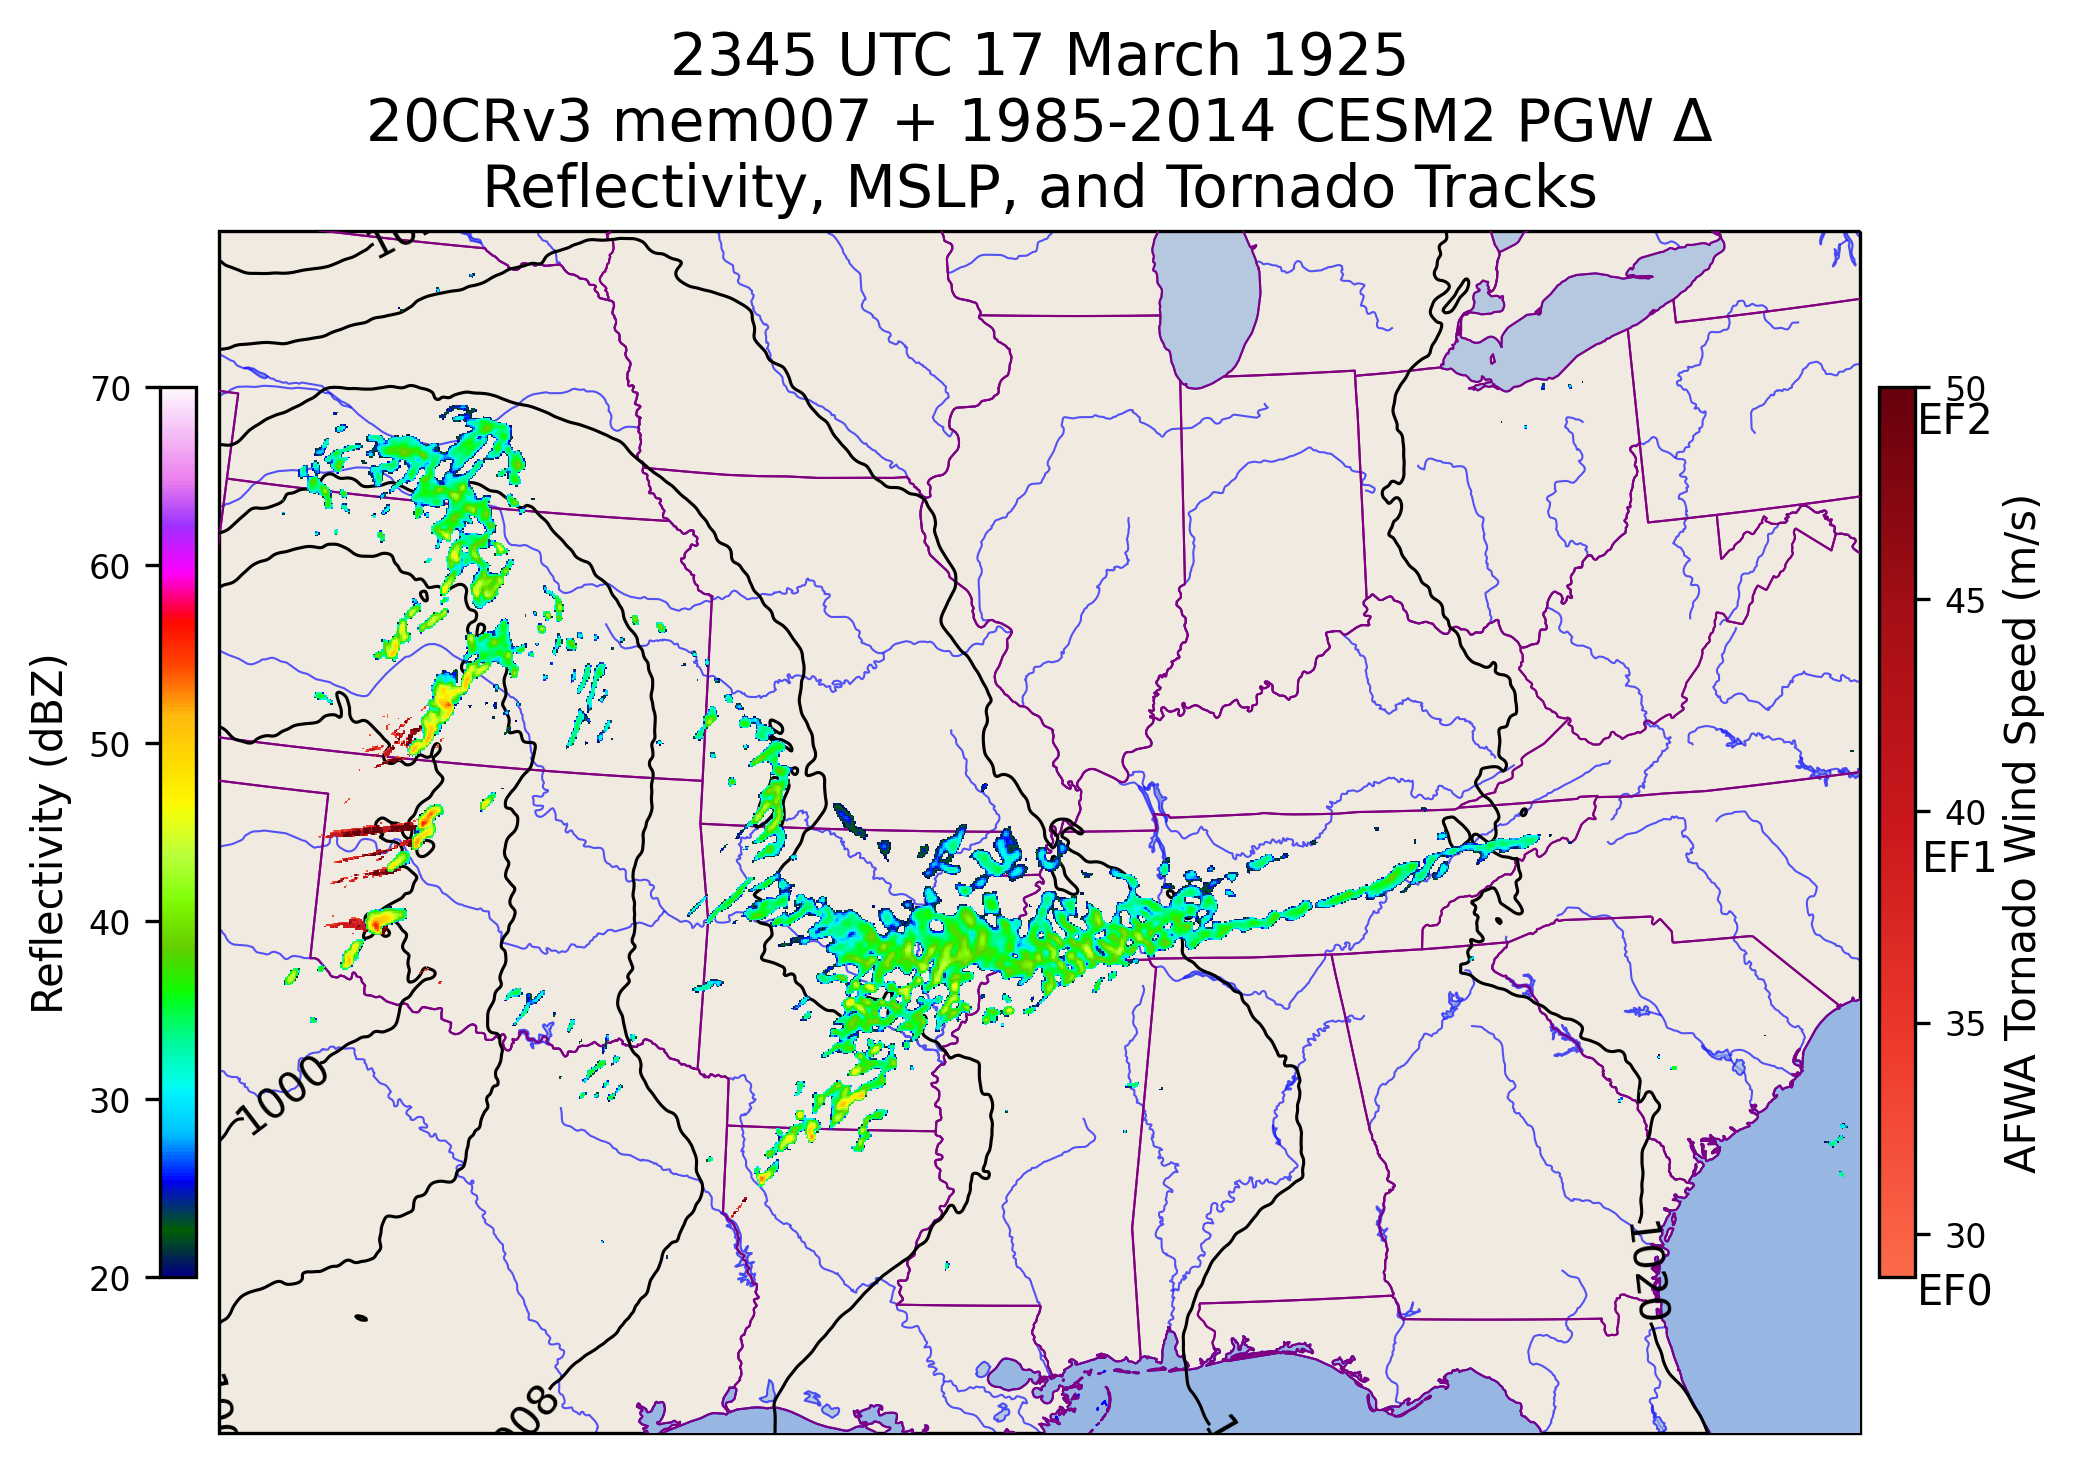 2345 UTC 17 March 1925
20CRv3 mem007 + 1985-2014 CESM2 PGW Δ
Reflectivity, MSLP, and Tornado Tracks
70
60
50
40
30
20
Reflectivity (dBZ)
1000
1020
50
EF2
45
40
EF1
35
30
EF0
AFWA Tornado Wind Speed (m/s)